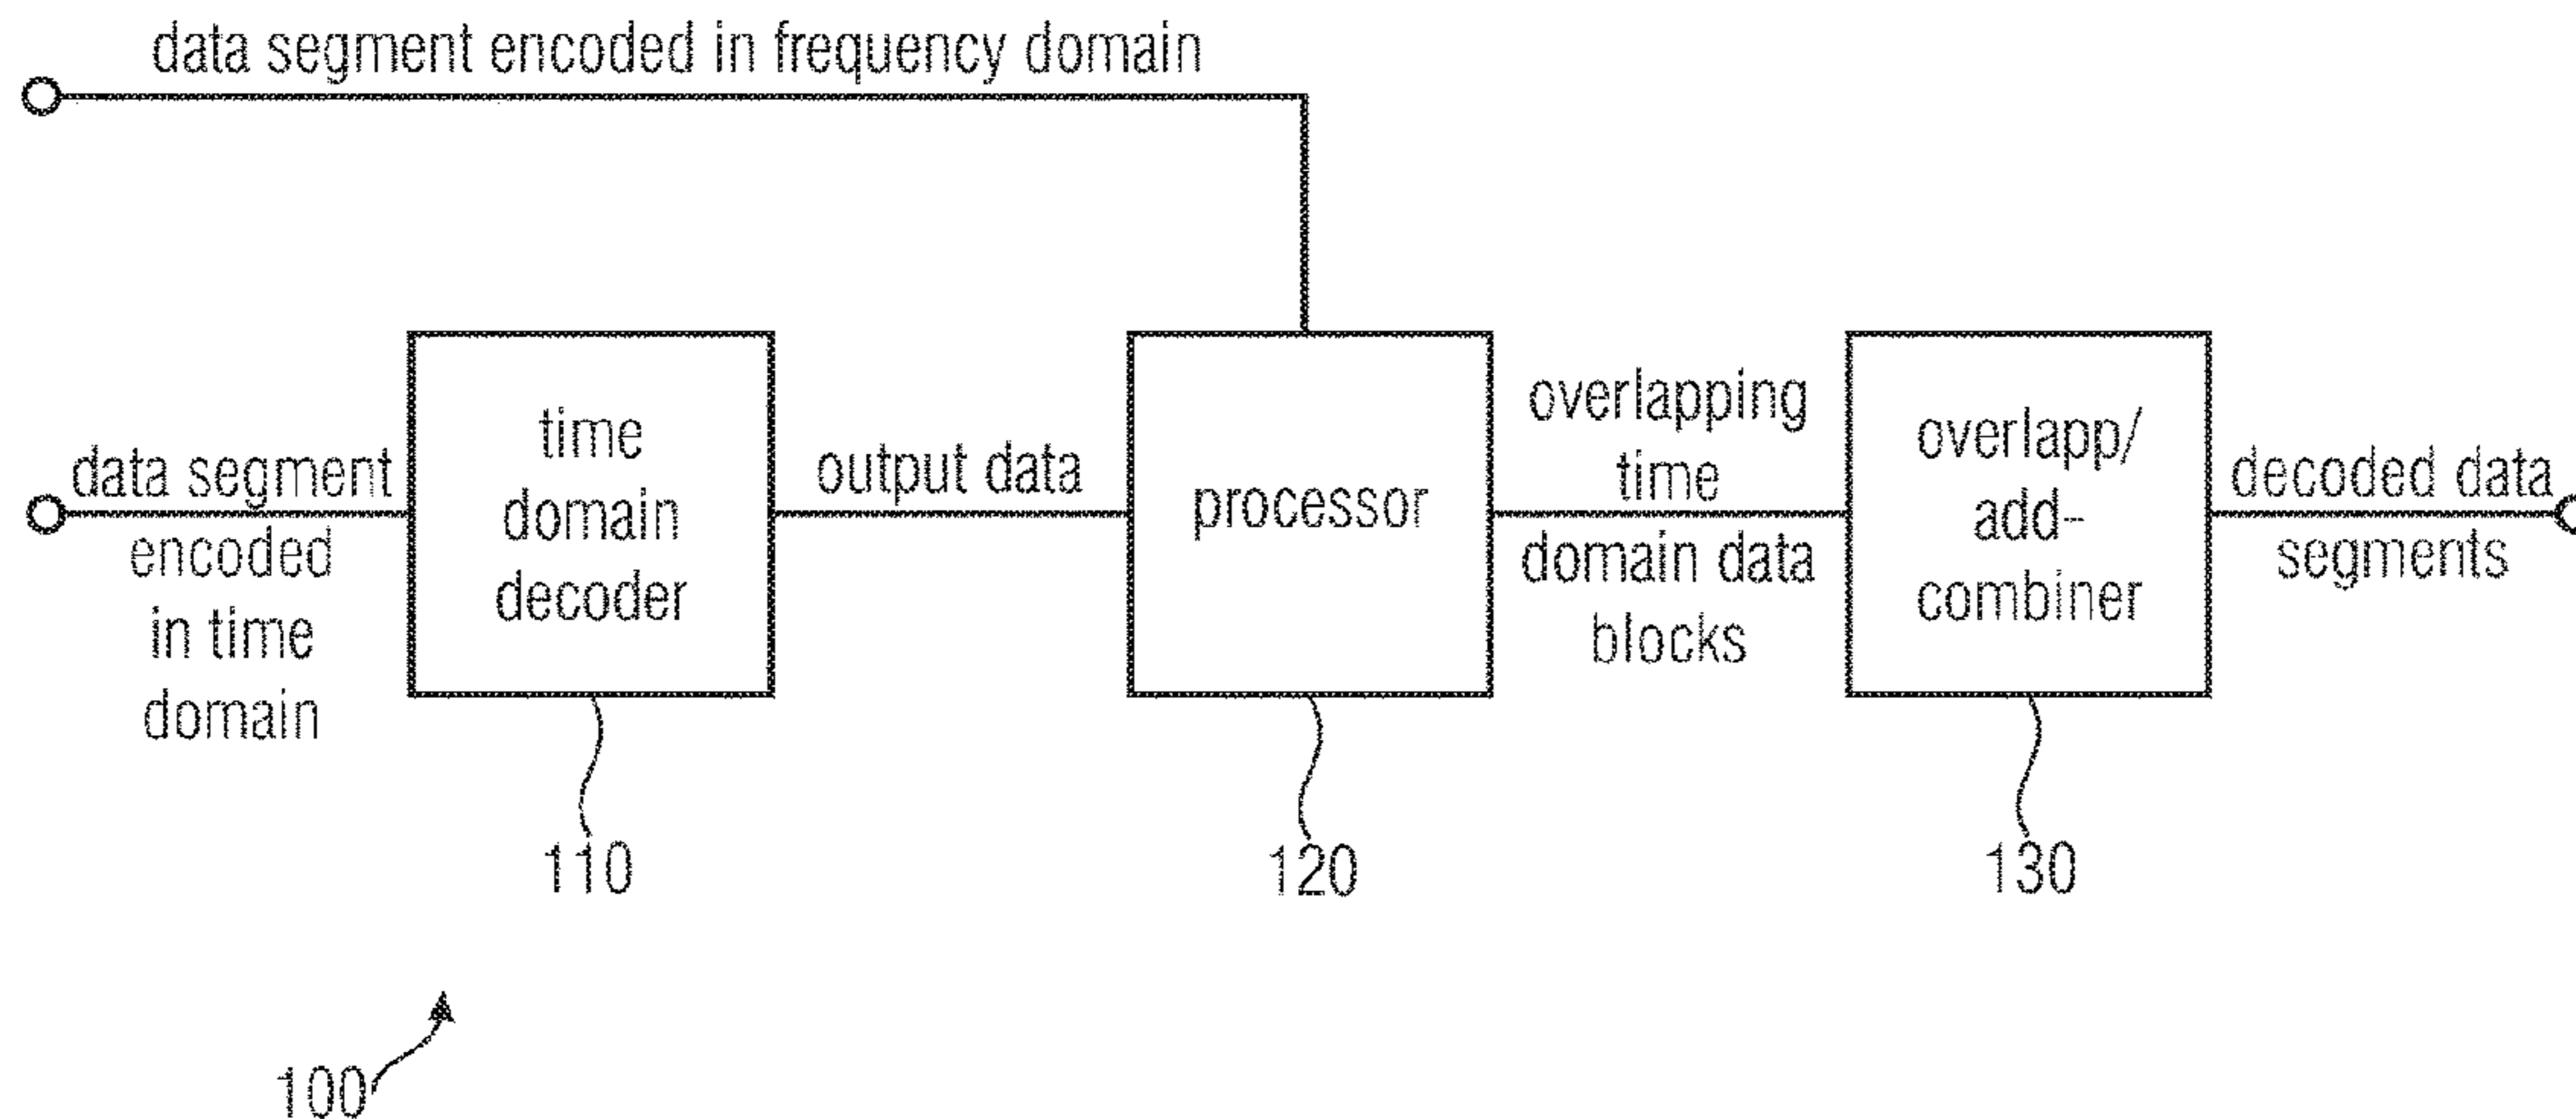 data segment encoded in frequency domain
data segment
encoded
in time
domain
time
domain
decoder
output data
processor
overlapping
time
domain data
blocks
overlapp/
add-
combiner
decoded data
segments
110
120
130
100